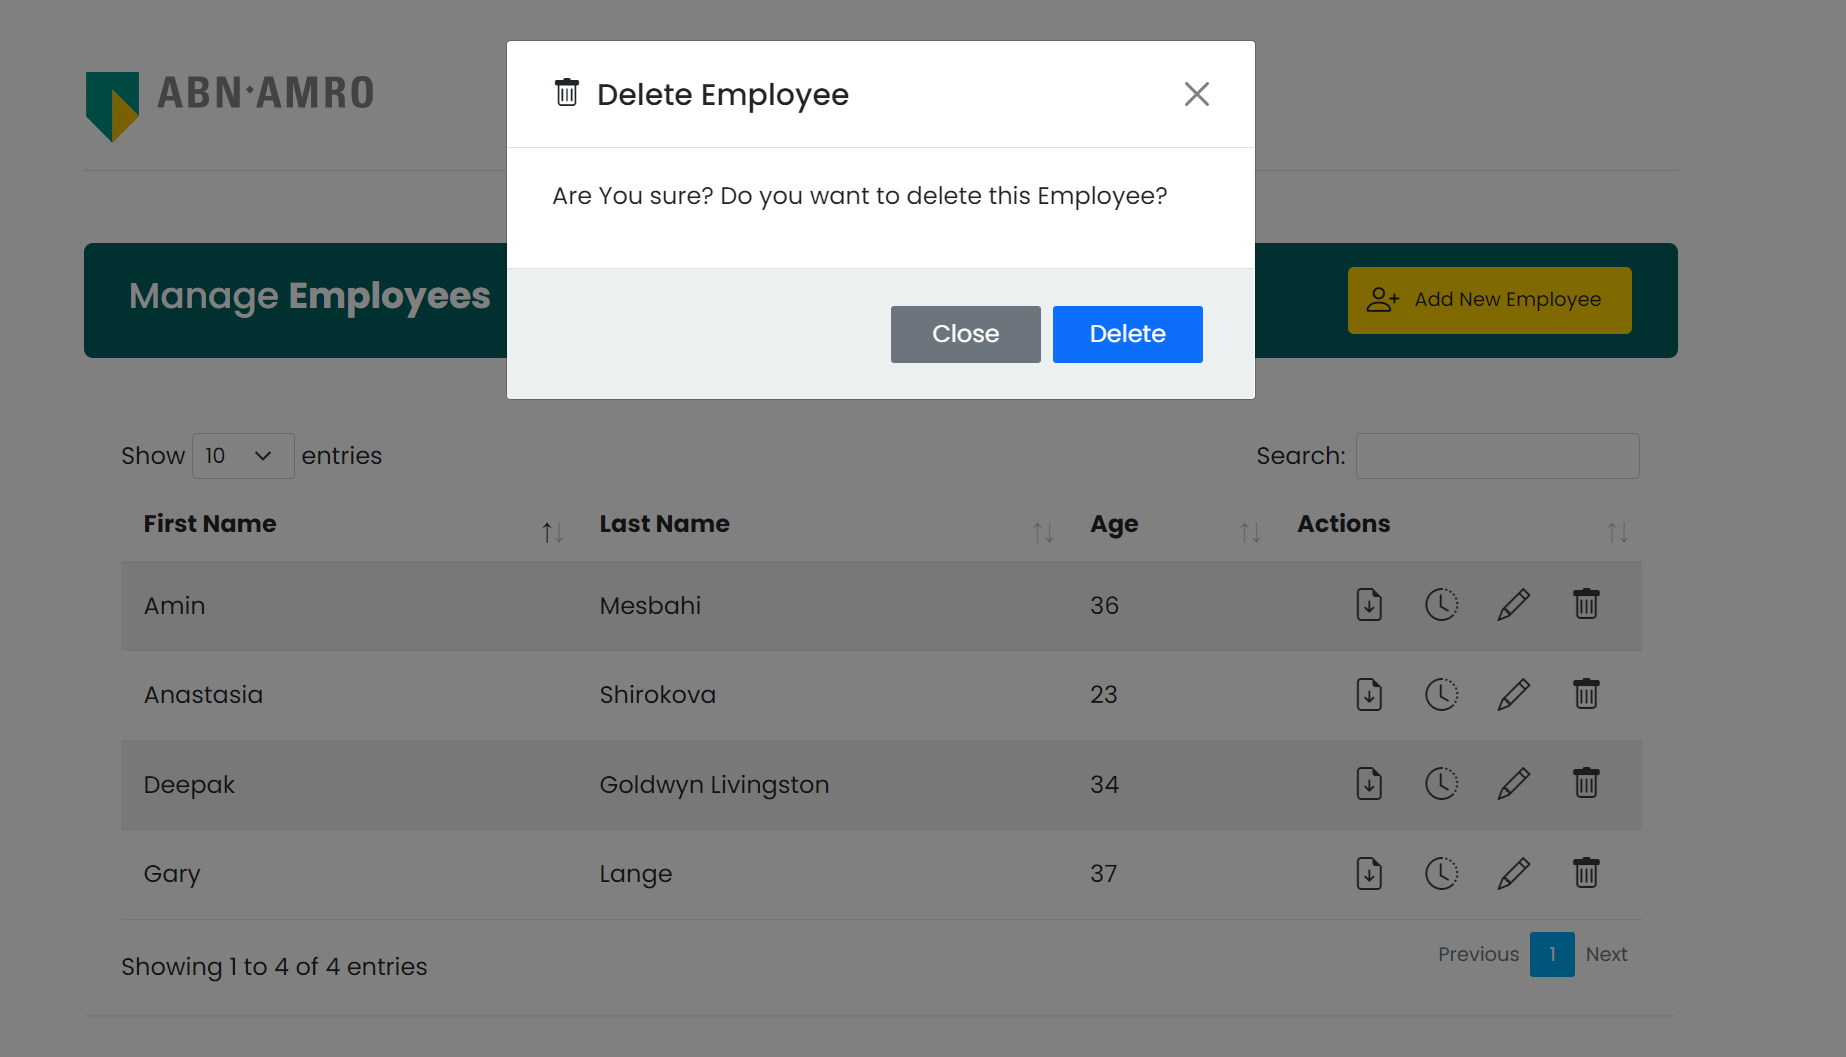 ABN·AMRO
Delete Employee
Are You sure? Do you want to delete this Employee?
Close Delete
Manage Employees
Add New Employee
Show 10 entries
Search:
First Name Last Name Age Actions
Amin Mesbahi 36
Anastasia Shirokova 23
Deepak Goldwyn Livingston 34
Gary Lange 37
Showing 1 to 4 of 4 entries
Previous 1 Next